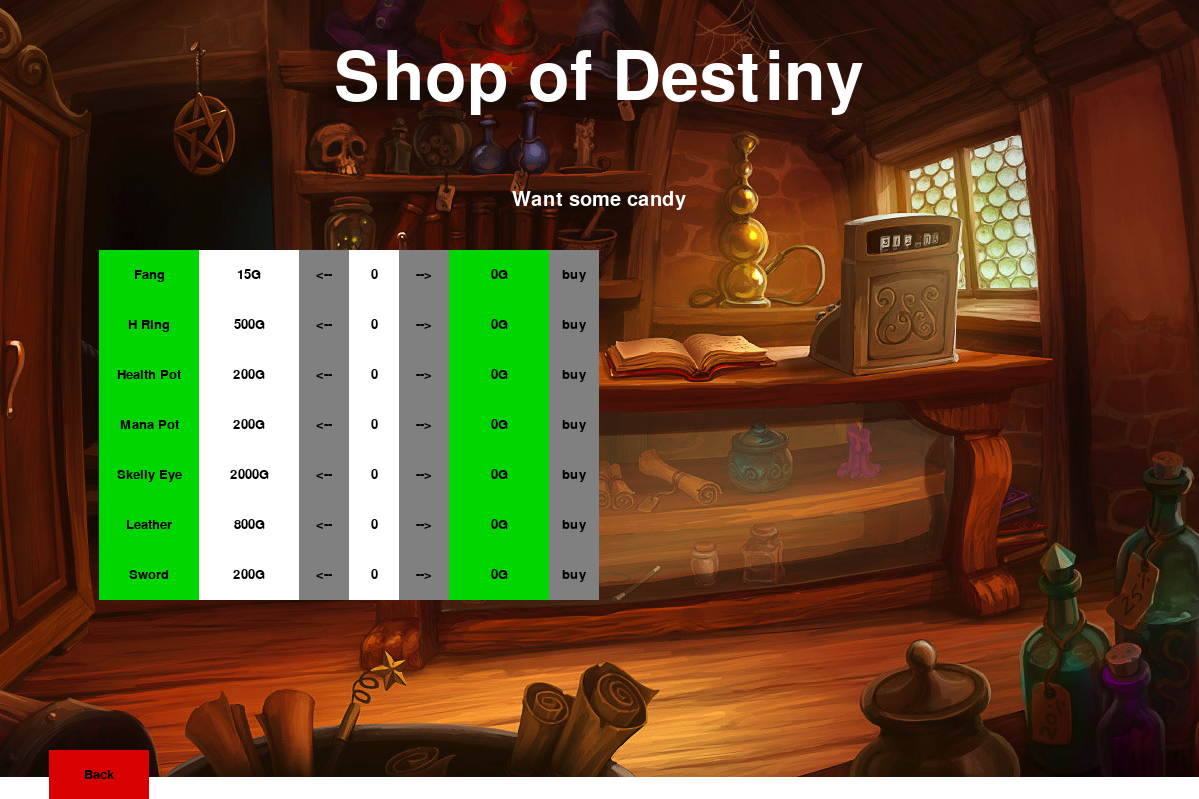 Shop of Destiny
Want some candy
Fang 15G <-- 0 --> 0G buy
H Ring 500G <-- 0 --> 0G buy
Health Pot 200G <-- 0 --> 0G buy
Mana Pot 200G <-- 0 --> 0G buy
Skelly Eye 2000G <-- 0 --> 0G buy
Leather 800G <-- 0 --> 0G buy
Sword 200G <-- 0 --> 0G buy
Back